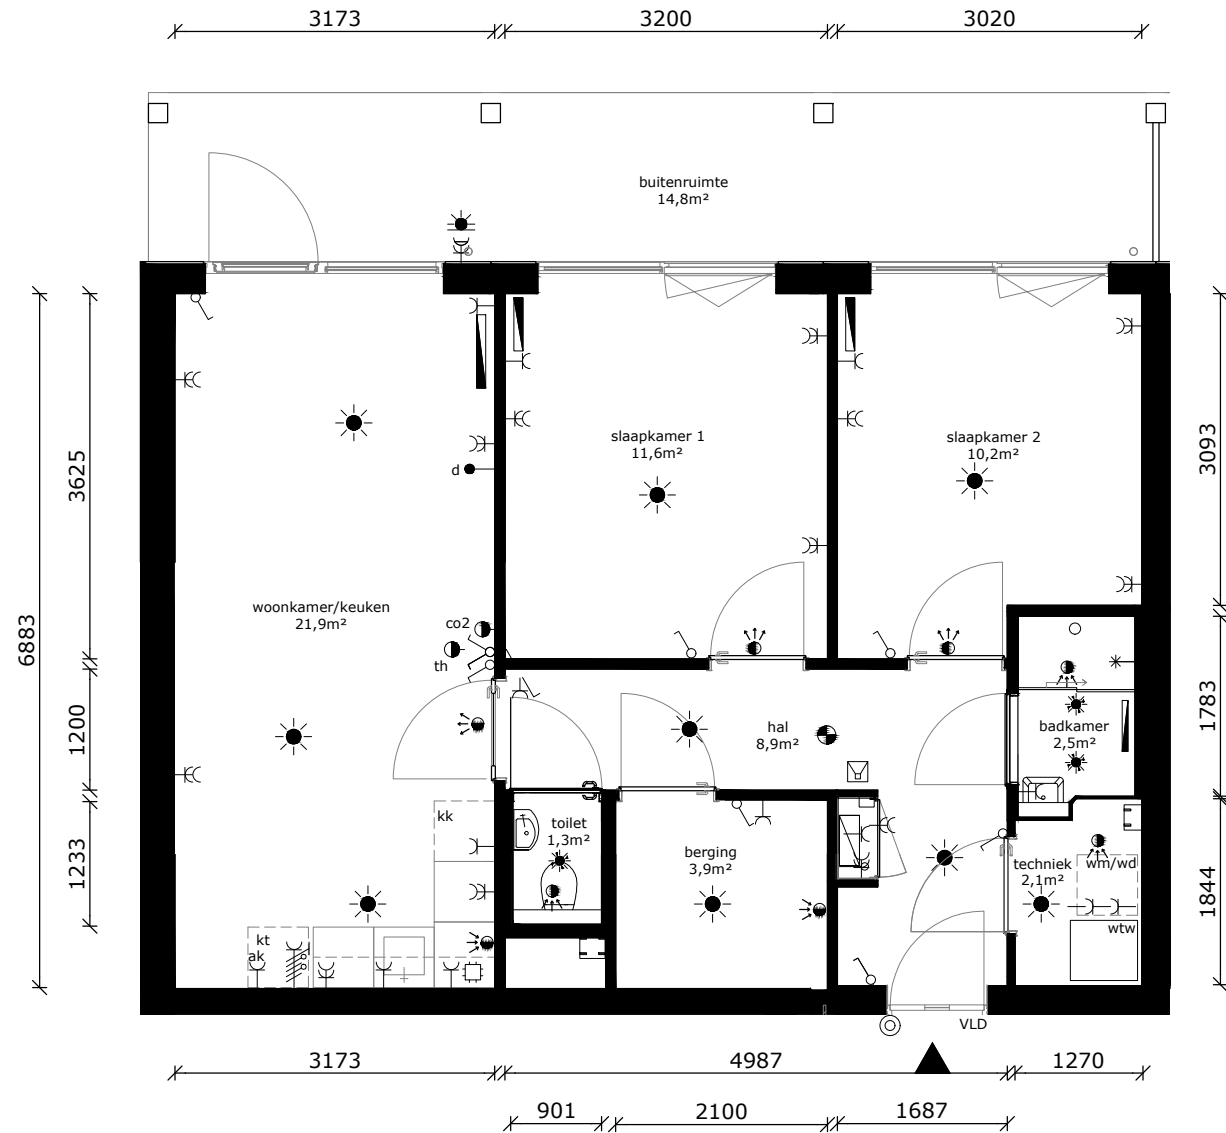 3173
3200
3020
buitenruimte
14,8m²
3625
3093
slaapkamer 1
11,6m²
slaapkamer 2
10,2m²
d
6883
woonkamer/keuken
21,9m²
co2
th
1200
1783
hal
8,9m²
badkamer
2,5m²
kk
toilet
1,3m²
1233
berging
3,9m²
techniek
2,1m²
wm/wd
1844
wtw
kt
ak
VLD
3173
4987
1270
901
2100
1687